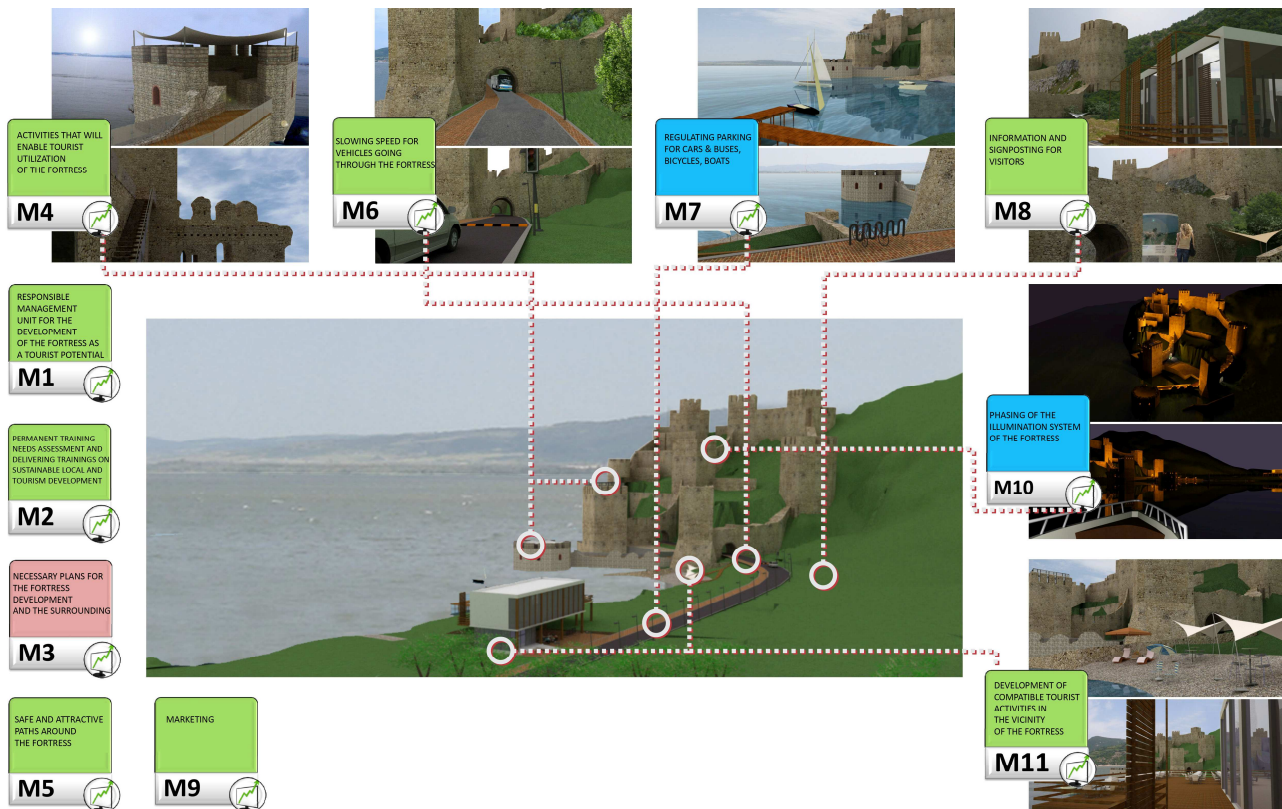 ACTIVITIES THAT WILL
ENABLE TOURIST
UTILIZATION
OF THE FORTRESS
M4
SLOWING SPEED FOR
VEHICLES GOING
THROUGH THE FORTRESS
M6
REGULATING PARKING
FOR CARS & BUSES,
BICYCLES, BOATS
M7
INFORMATION AND
SIGNPOSTING FOR
VISITORS
M8
RESPONSIBLE
MANAGEMENT
UNIT FOR THE
DEVELOPMENT
OF THE FORTRESS AS
A TOURIST POTENTIAL
M1
PHASING OF THE
ILLUMINATION SYSTEM
OF THE FORTRESS
M10
PERMANENT TRAINING
NEEDS ASSESSMENT AND
DELIVERING TRAININGS ON
SUSTAINABLE LOCAL AND
TOURISM DEVELOPMENT
M2
NECESSARY PLANS FOR
THE FORTRESS
DEVELOPMENT
AND THE SURROUNDING
M3
SAFE AND ATTRACTIVE
PATHS AROUND
THE FORTRESS
M5
MARKETING
M9
DEVELOPMENT OF
COMPATIBLE TOURIST
ACTIVITIES IN
THE VICINITY
OF THE FORTRESS
M11